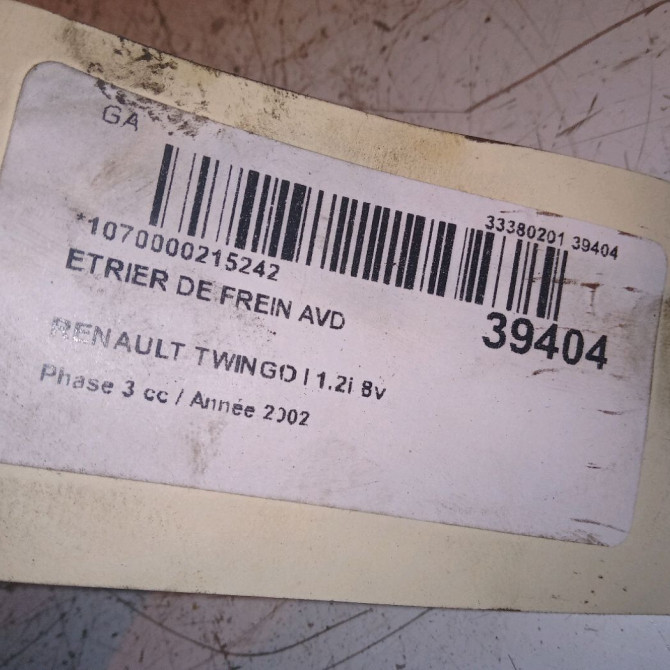 GA
33380201 39404
*1070000215242
39404
ETRIER DE FREIN AVD
RENAULT TWINGO I 1.2i 8v
Phase 3 cc / Année 2002